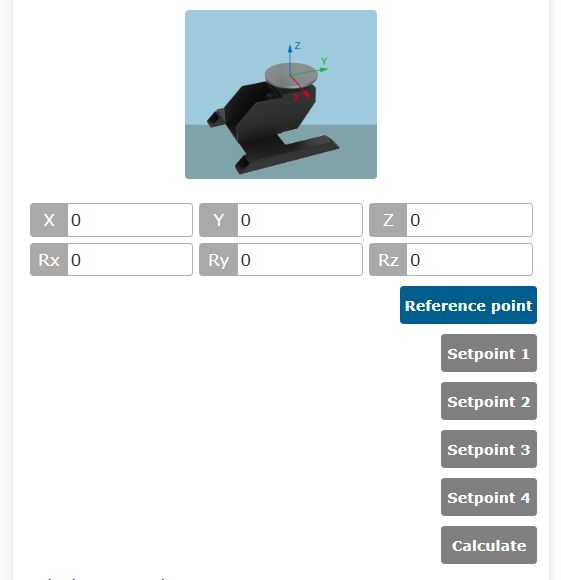 Z
Y
X
X 0 Y 0 Z 0
Rx 0 Ry 0 Rz 0
Reference point
Setpoint 1
Setpoint 2
Setpoint 3
Setpoint 4
Calculate